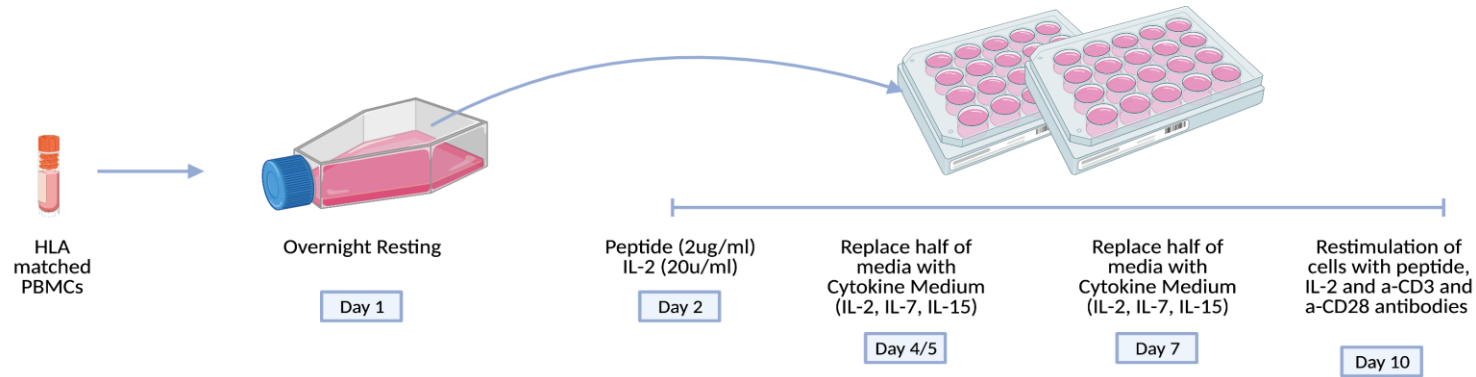 HLA
matched
PBMCs
Overnight Resting
Day 1
Peptide (2ug/ml)
IL-2 (20u/ml)
Day 2
Replace half of
media with
Cytokine Medium
(IL-2, IL-7, IL-15)
Day 4/5
Replace half of
media with
Cytokine Medium
(IL-2, IL-7, IL-15)
Day 7
Restimulation of
cells with peptide,
IL-2 and a-CD3 and
a-CD28 antibodies
Day 10